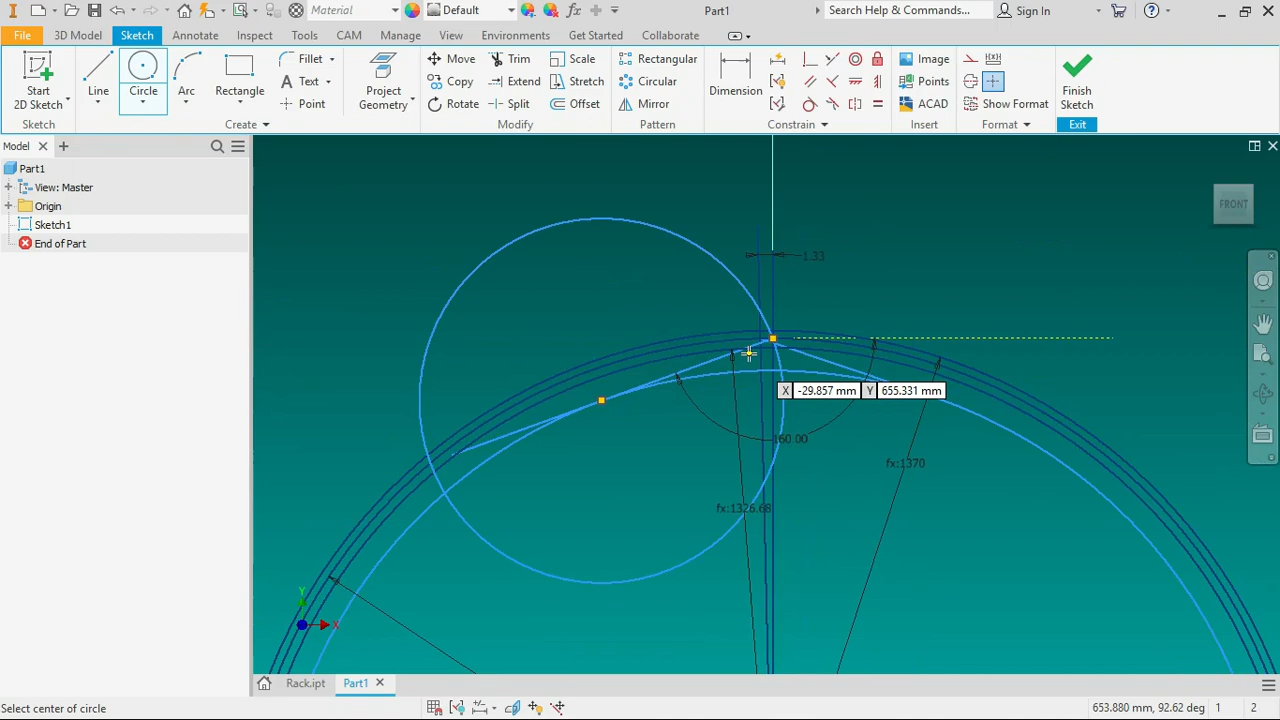 Material
Default
Part1
Search Help & Commands...
Sign In
File
3D Model
Sketch
Annotate
Inspect
Tools
CAM
Manage
View
Environments
Get Started
Collaborate
Start
2D Sketch
Line
Circle
Arc
Rectangle
Fillet
Text
Point
Project
Geometry
Move
Copy
Rotate
Trim
Extend
Split
Scale
Stretch
Offset
Rectangular
Circular
Mirror
Dimension
Image
Points
ACAD
Show Format
Finish
Sketch
Sketch
Create
Modify
Pattern
Constrain
Insert
Format
Exit
Model
Part1
View: Master
Origin
Sketch1
End of Part
FRONT
1.33
X -29.857 mm Y 655.331 mm
160.00
fx:1370
fx:1326.68
Y
X
Rack.ipt
Part1
Select center of circle
653.880 mm, 92.62 deg 1 2